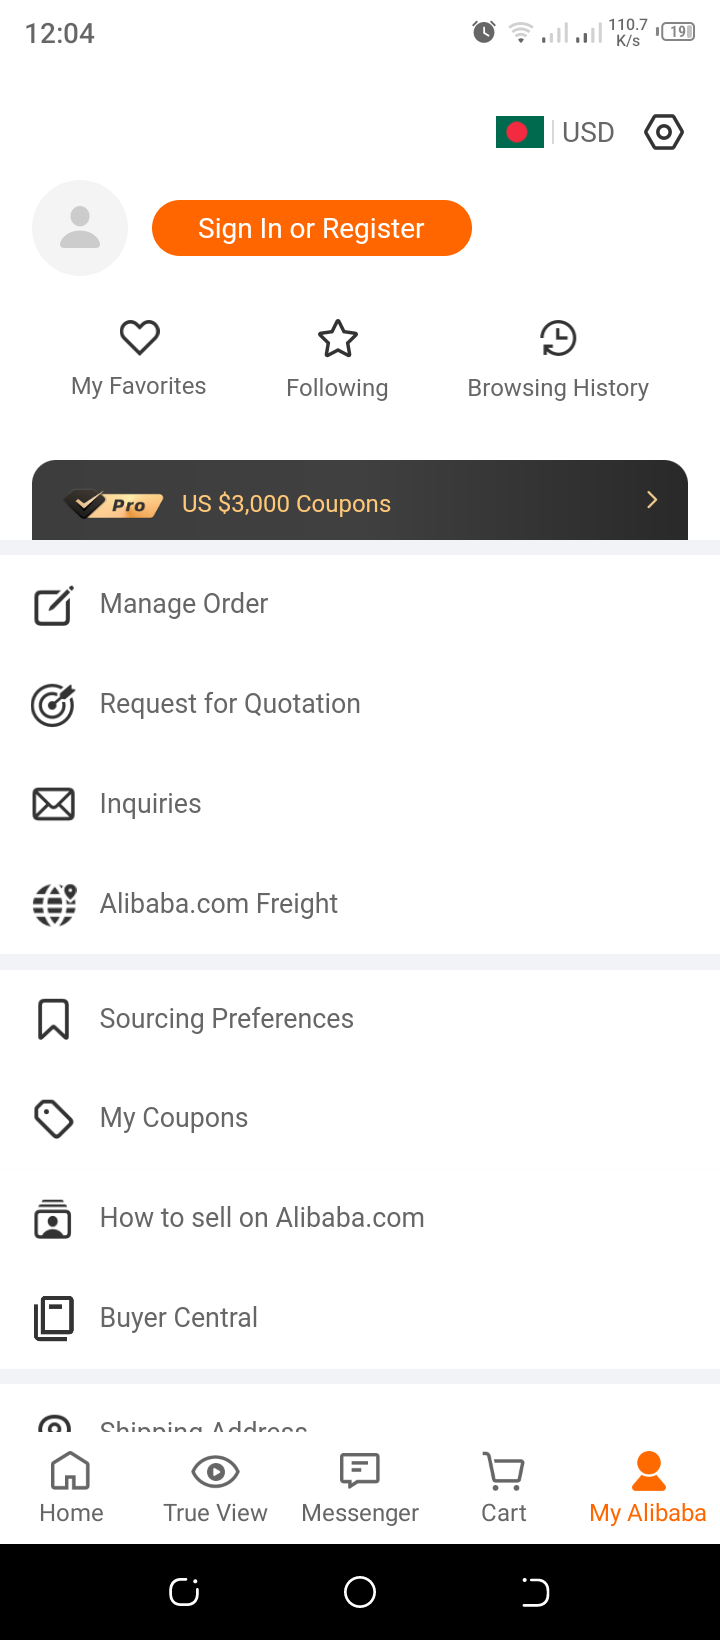 12:04
110.7
K/s
19
USD
Sign In or Register
My Favorites
Following
Browsing History
Pro
US $3,000 Coupons
Manage Order
Request for Quotation
Inquiries
Alibaba.com Freight
Sourcing Preferences
My Coupons
How to sell on Alibaba.com
Buyer Central
Shipping Address
Home
True View
Messenger
Cart
My Alibaba